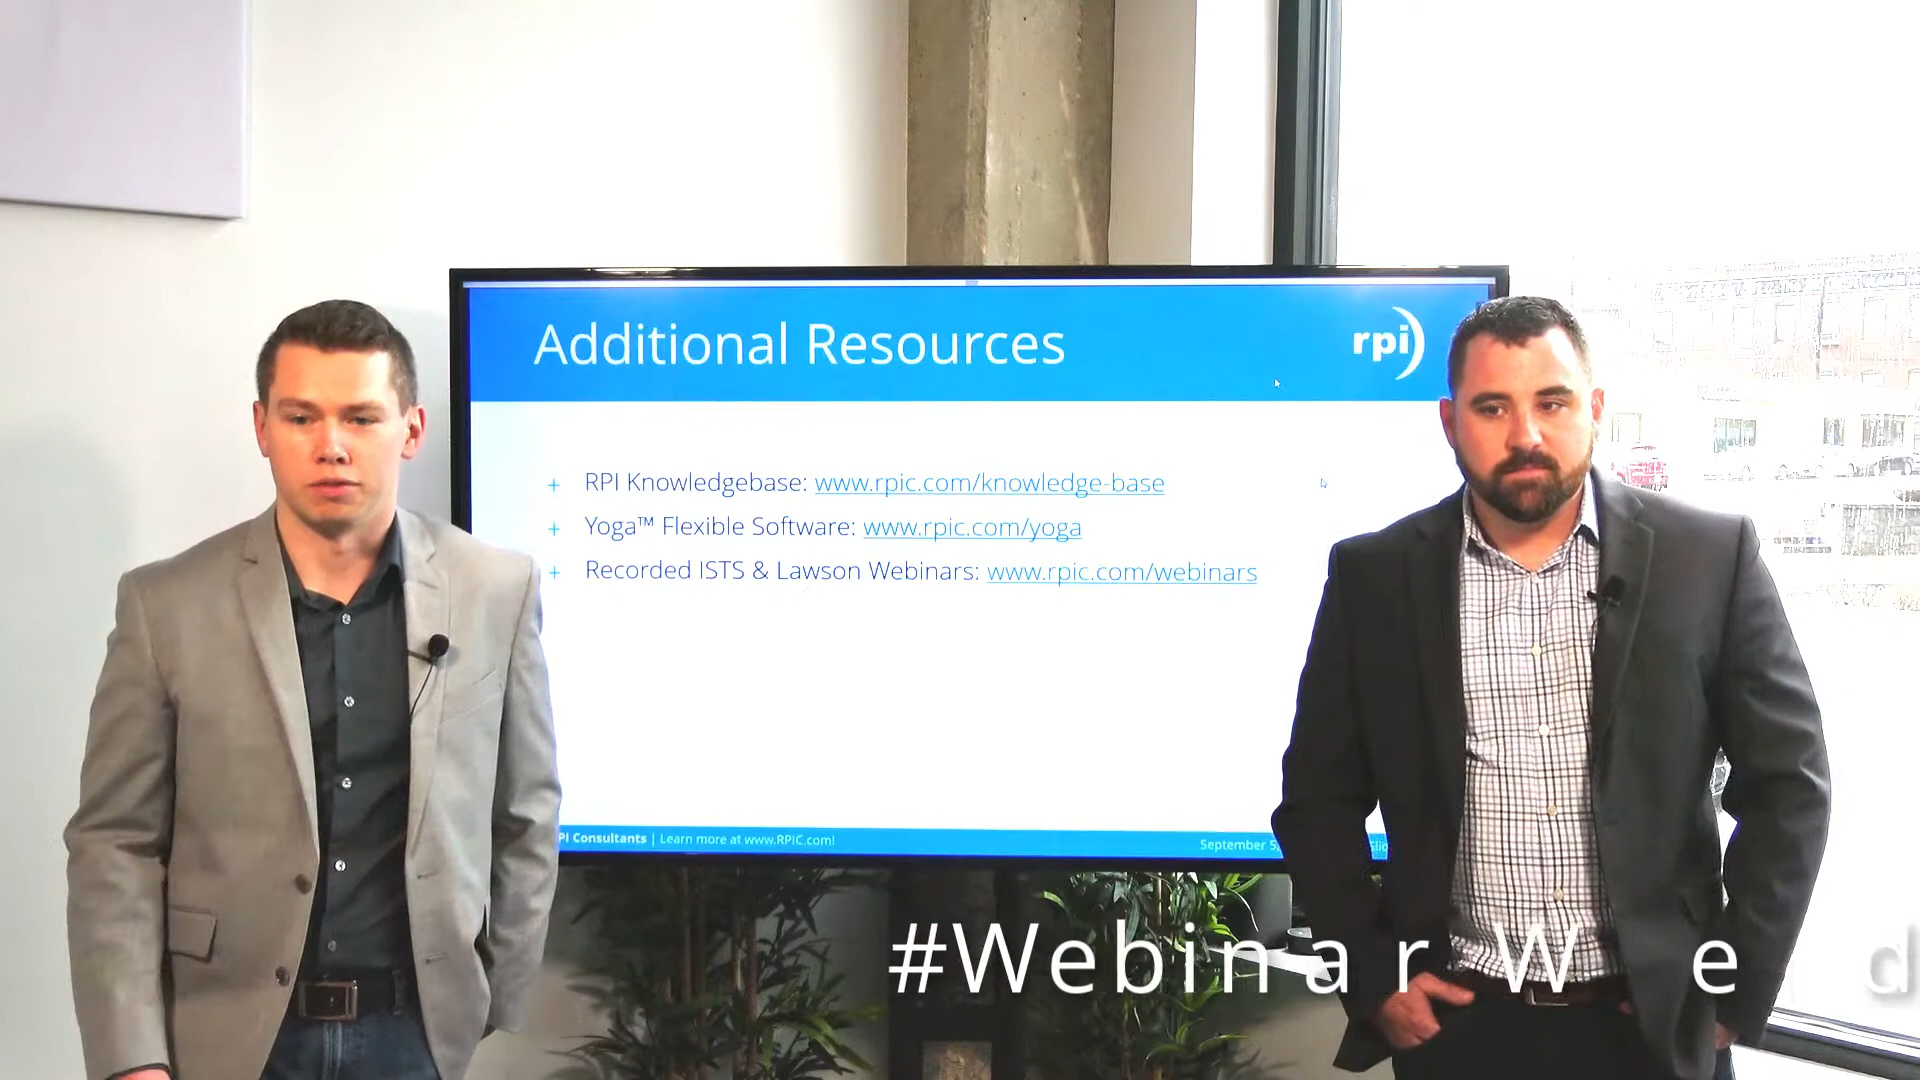 Additional Resources
rpi
+ RPI Knowledgebase: www.rpic.com/knowledge-base
+ Yoga™ Flexible Software: www.rpic.com/yoga
+ Recorded ISTS & Lawson Webinars: www.rpic.com/webinars
PI Consultants | Learn more at www.RPIC.com!
September 5,
#Webinar W e d